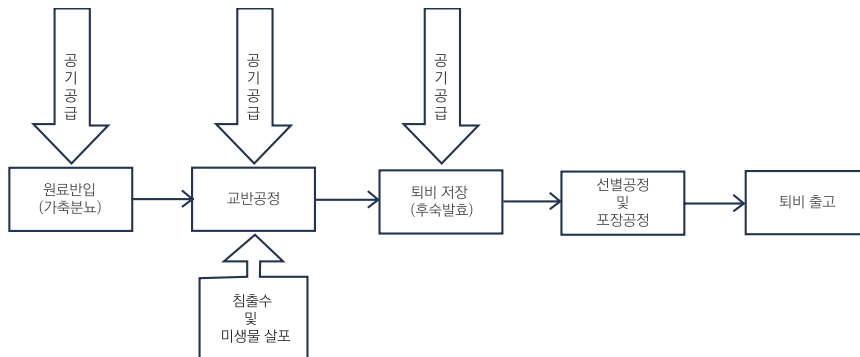 공
기
공
급
공
기
공
급
공
기
공
급
원료반입
(가축분뇨)
교반공정
퇴비 저장
(후숙발효)
선별공정
및
포장공정
퇴비 출고
침출수
및
미생물 살포